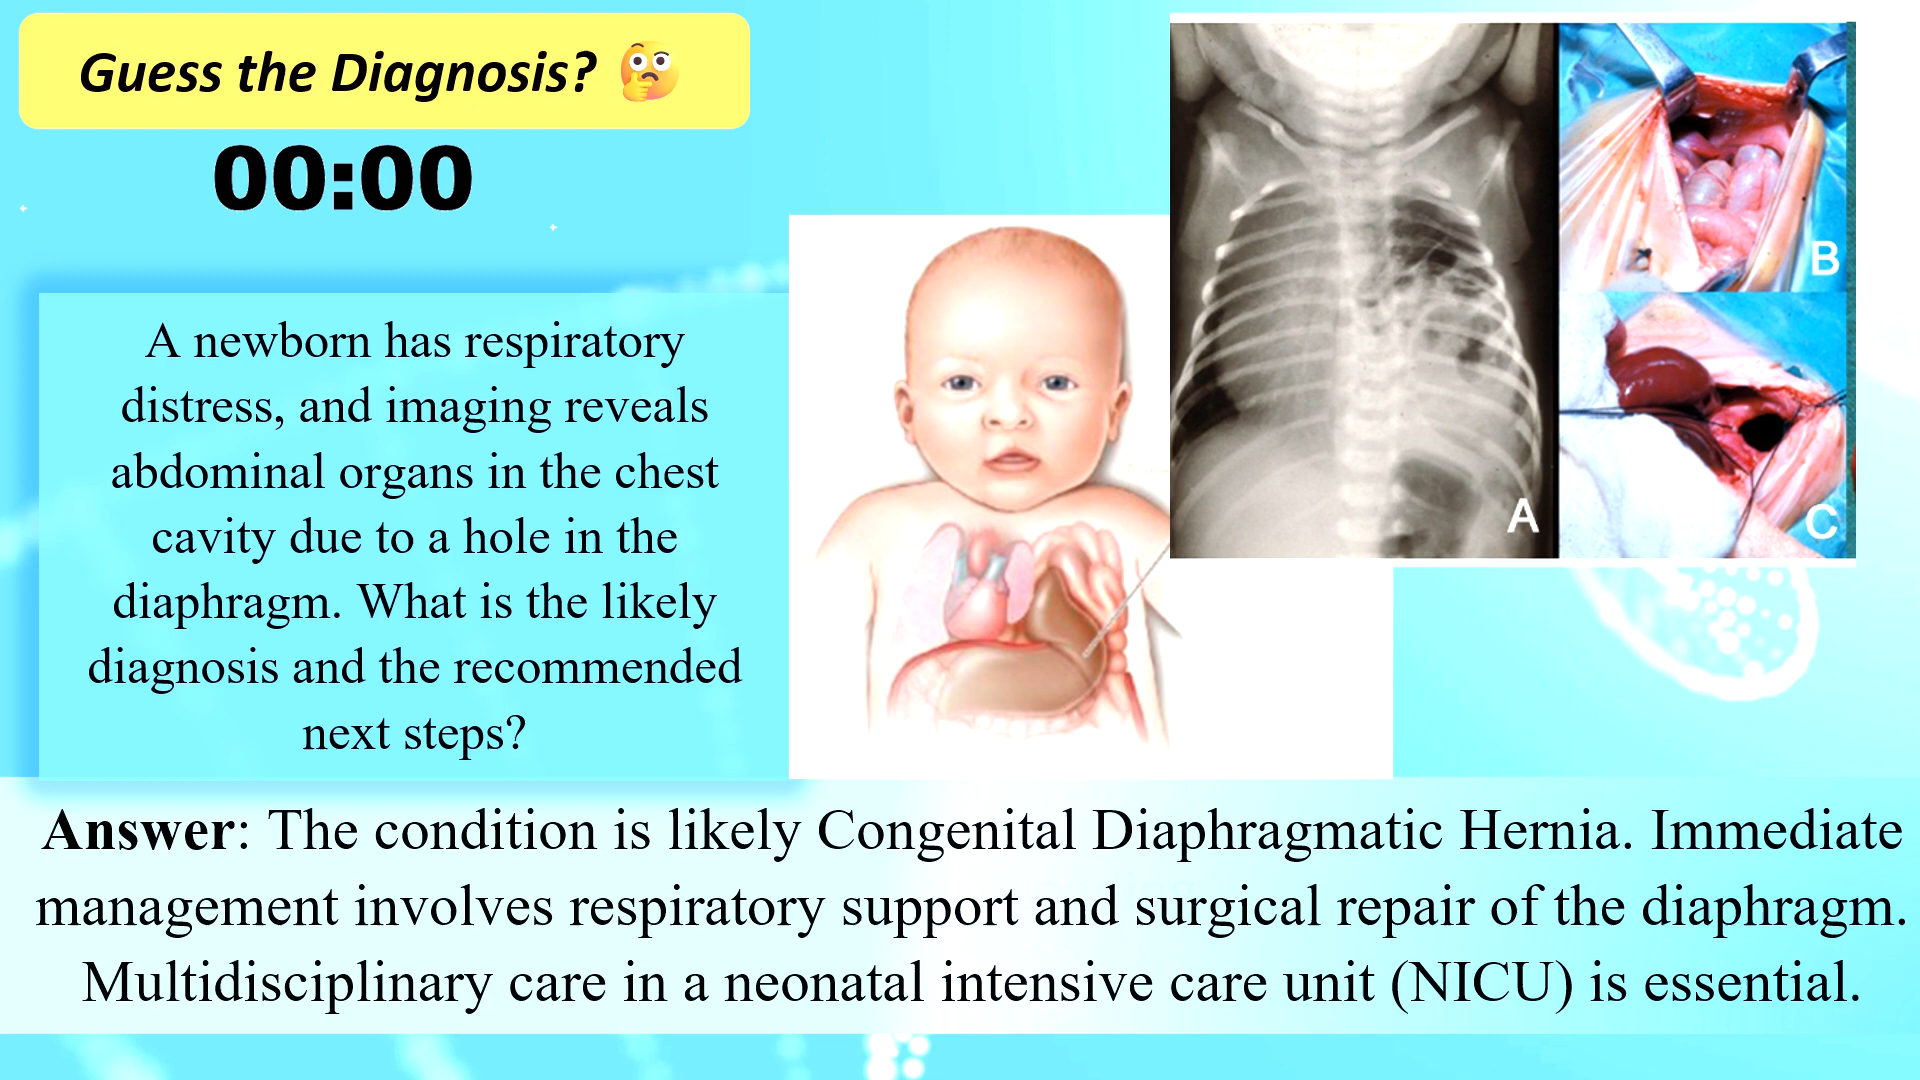 Guess the Diagnosis? 🤔
00:00
A newborn has respiratory
distress, and imaging reveals
abdominal organs in the chest
cavity due to a hole in the
diaphragm. What is the likely
diagnosis and the recommended
next steps?
A
B
C
Answer: The condition is likely Congenital Diaphragmatic Hernia. Immediate
management involves respiratory support and surgical repair of the diaphragm.
Multidisciplinary care in a neonatal intensive care unit (NICU) is essential.